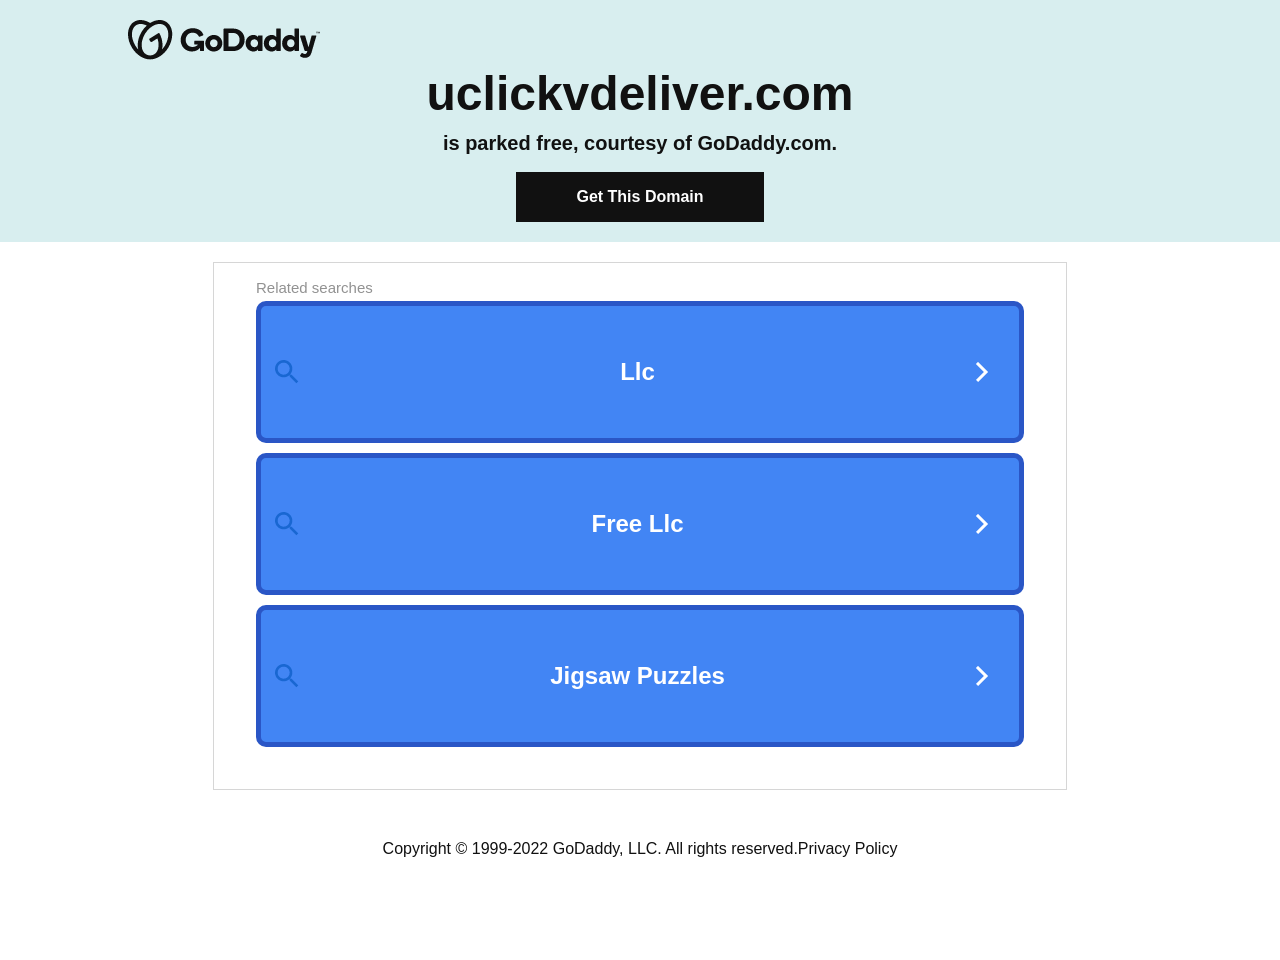 GoDaddy™
uclickvdeliver.com
is parked free, courtesy of GoDaddy.com.
Get This Domain
Related searches
Llc
Free Llc
Jigsaw Puzzles
Copyright © 1999-2022 GoDaddy, LLC. All rights reserved.Privacy Policy